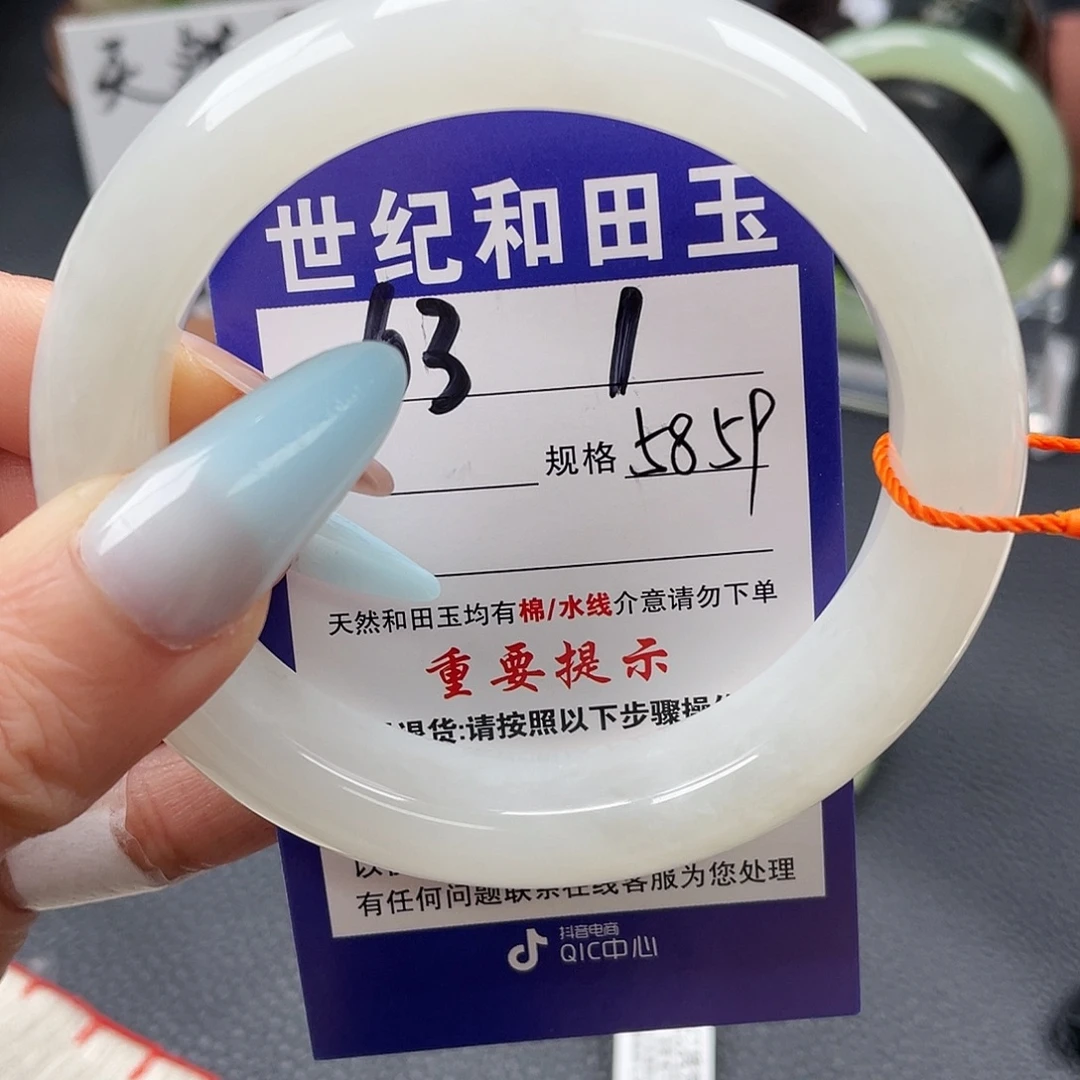 天然
世纪和田玉
63 1
规格 5859
天然和田玉均有棉/水线介意请勿下单
重要提示
退货:请按照以下步骤操作
有任何问题联系在线客服为您处理
抖音电商
QIC中心